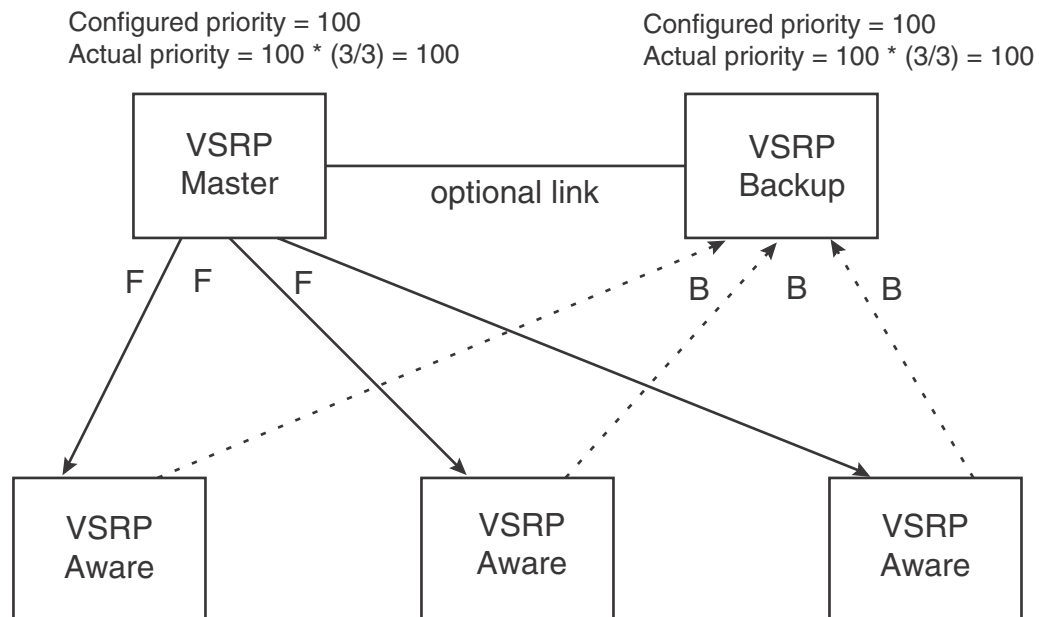 Configured priority = 100
Actual priority = 100 * (3/3) = 100
Configured priority = 100
Actual priority = 100 * (3/3) = 100
VSRP
Master
optional link
VSRP
Backup
F
F
F
B
B
B
VSRP
Aware
VSRP
Aware
VSRP
Aware